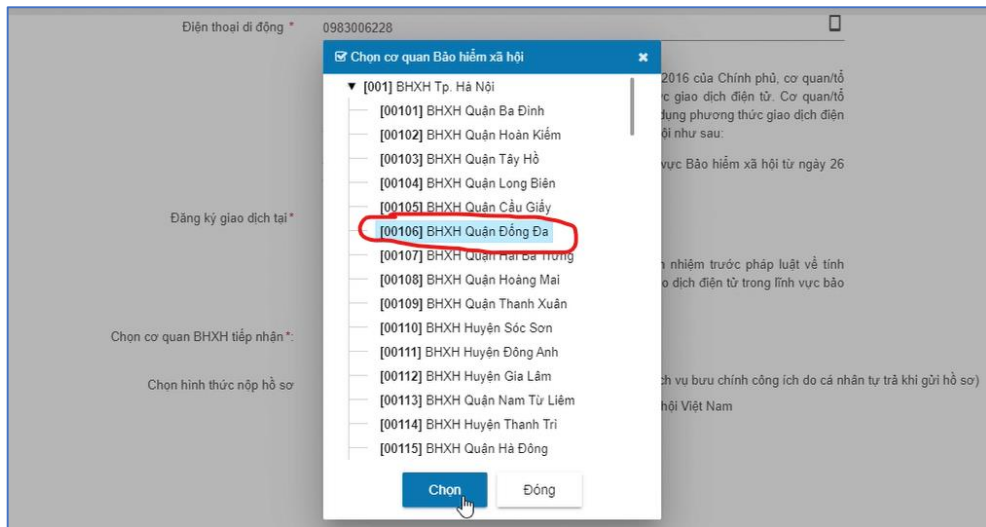 Điện thoại di động * 0983006228
Chọn cơ quan Bảo hiểm xã hội
[001] BHXH Tp. Hà Nội
[00101] BHXH Quận Ba Đình
[00102] BHXH Quận Hoàn Kiếm
[00103] BHXH Quận Tây Hồ
[00104] BHXH Quận Long Biên
[00105] BHXH Quận Cầu Giấy
[00106] BHXH Quận Đống Đa
[00107] BHXH Quận Hai Bà Trưng
[00108] BHXH Quận Hoàng Mai
[00109] BHXH Quận Thanh Xuân
[00110] BHXH Huyện Sóc Sơn
[00111] BHXH Huyện Đông Anh
[00112] BHXH Huyện Gia Lâm
[00113] BHXH Quận Nam Từ Liêm
[00114] BHXH Huyện Thanh Trì
[00115] BHXH Quận Hà Đông
Chọn Đóng
2016 của Chính phủ, cơ quan/tổ
c giao dịch điện tử. Cơ quan/tổ
dụng phương thức giao dịch điện
ội như sau:
vực Bảo hiểm xã hội từ ngày 26
Đăng ký giao dịch tại *
nhiệm trước pháp luật về tính
o dịch điện tử trong lĩnh vực bảo
Chọn cơ quan BHXH tiếp nhận *:
Chọn hình thức nộp hồ sơ
ch vụ bưu chính công ích do cá nhân tự trả khi gửi hồ sơ)
hội Việt Nam